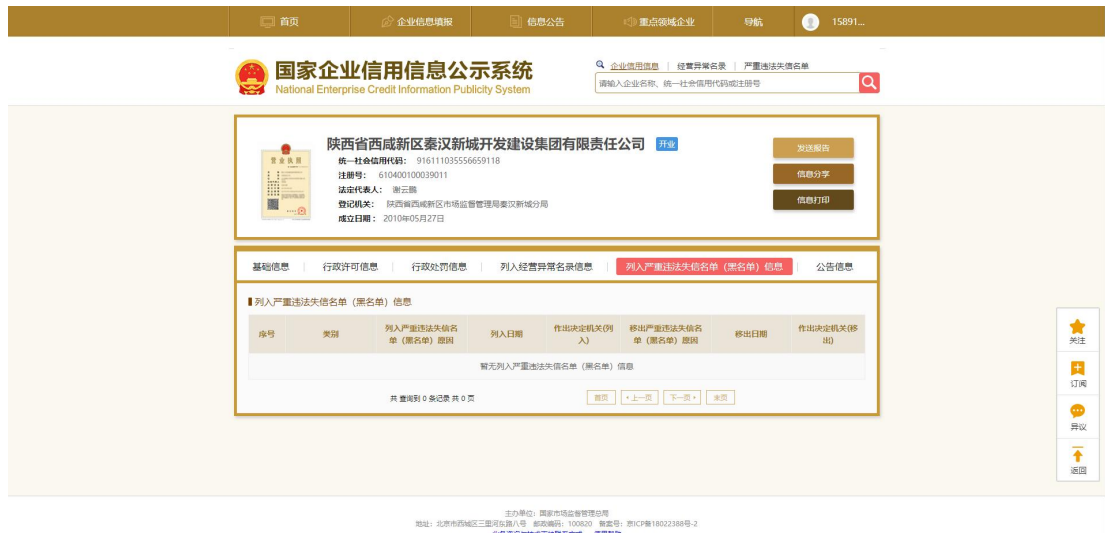 首页 企业信息填报 信息公告 重点领域企业 导航 15891...
国家企业信用信息公示系统
National Enterprise Credit Information Publicity System
企业信用信息 | 经营异常名录 | 严重违法失信名单
请输入企业名称、统一社会信用代码或注册号
陕西省西咸新区秦汉新城开发建设集团有限责任公司 开业
统一社会信用代码： 916111035556659118
注册号： 610400100039011
法定代表人： 谢云鹏
登记机关： 陕西省西咸新区市场监督管理局秦汉新城分局
成立日期： 2010年05月27日
发送报告
信息分享
信息打印
营业执照
基础信息 | 行政许可信息 | 行政处罚信息 | 列入经营异常名录信息 | 列入严重违法失信名单（黑名单）信息 公告信息
列入严重违法失信名单（黑名单）信息
序号 类别 列入严重违法失信名单（黑名单）原因 列入日期 作出决定机关(列入) 移出严重违法失信名单（黑名单）原因 移出日期 作出决定机关(移出)
暂无列入严重违法失信名单（黑名单）信息
共 查询到 0 条记录 共 0 页 首页 上一页 下一页 末页
关注
订阅
异议
返回
主办单位：国家市场监督管理总局
地址：北京市西城区三里河东路八号 邮政编码：100820 备案号：京ICP备18022388号-2